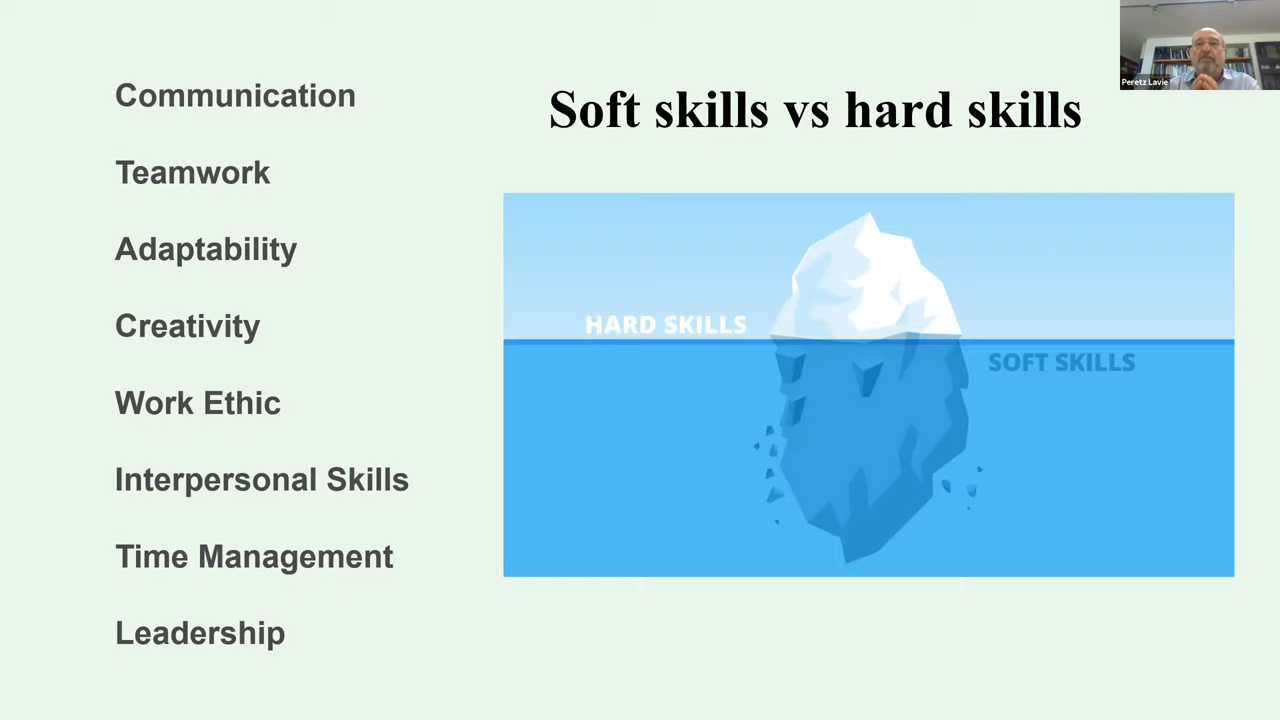 Communication
Teamwork
Adaptability
Creativity
Work Ethic
Interpersonal Skills
Time Management
Leadership
Soft skills vs hard skills
HARD SKILLS
SOFT SKILLS
Peretz Lavie